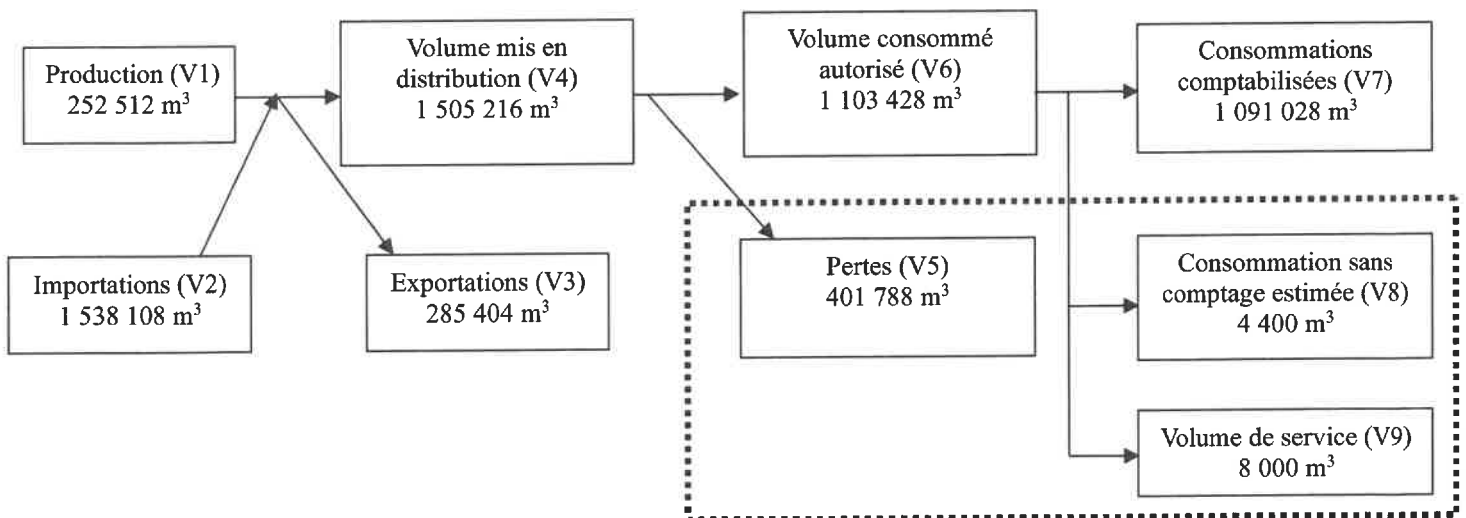 Production (V1)
252 512 m³
Volume mis en
distribution (V4)
1 505 216 m³
Volume consommé
autorisé (V6)
1 103 428 m³
Consommations
comptabilisées (V7)
1 091 028 m³
Importations (V2)
1 538 108 m³
Exportations (V3)
285 404 m³
Pertes (V5)
401 788 m³
Consommation sans
comptage estimée (V8)
4 400 m³
Volume de service (V9)
8 000 m³